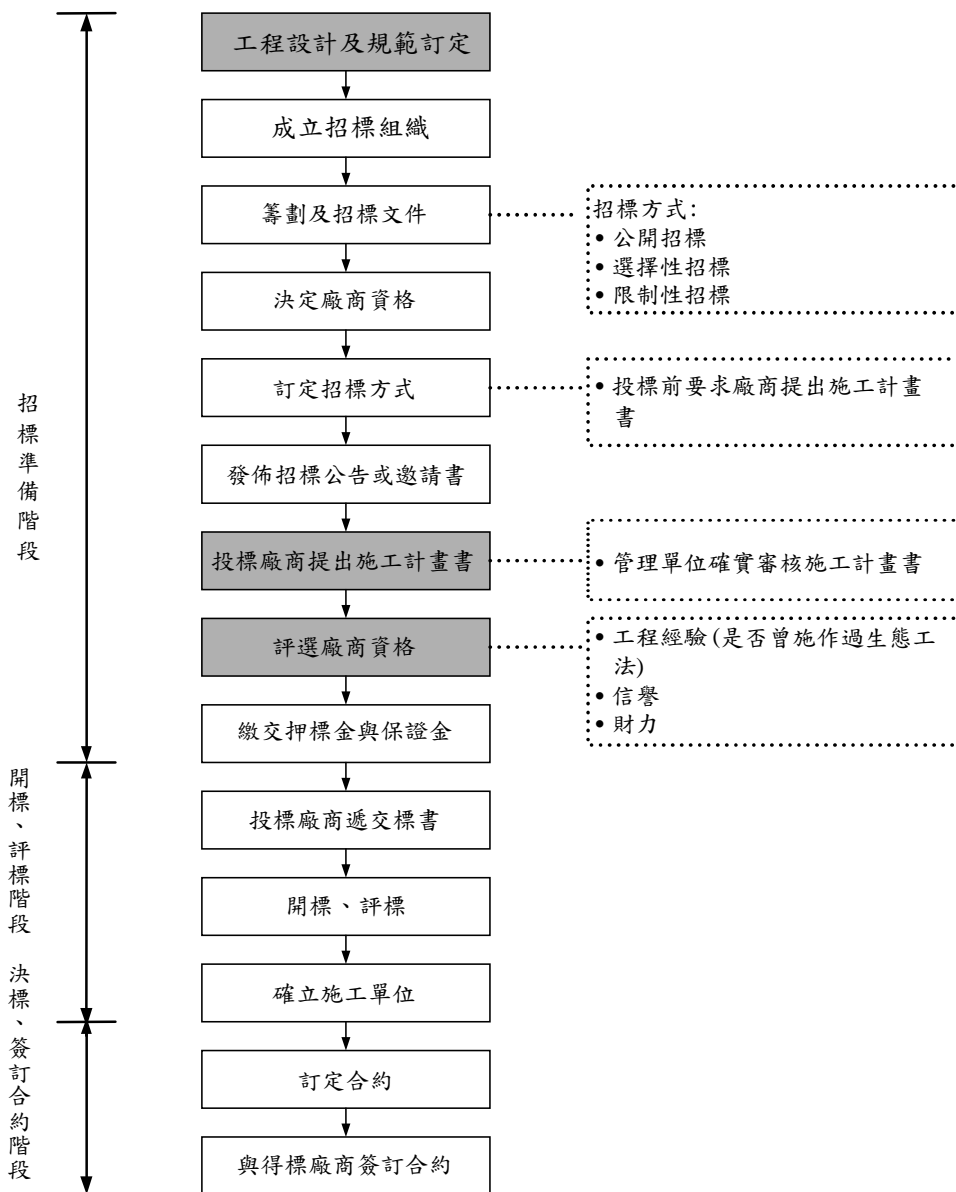 工程設計及規範訂定
成立招標組織
籌劃及招標文件
招標方式:
• 公開招標
• 選擇性招標
• 限制性招標
決定廠商資格
訂定招標方式
• 投標前要求廠商提出施工計畫
書
發佈招標公告或邀請書
投標廠商提出施工計畫書
• 管理單位確實審核施工計畫書
評選廠商資格
• 工程經驗(是否曾施作過生態工
法)
• 信譽
• 財力
繳交押標金與保證金
招標準備階段
投標廠商遞交標書
開標、評標
確立施工單位
開標、評標階段
訂定合約
與得標廠商簽訂合約
決標、簽訂合約階段